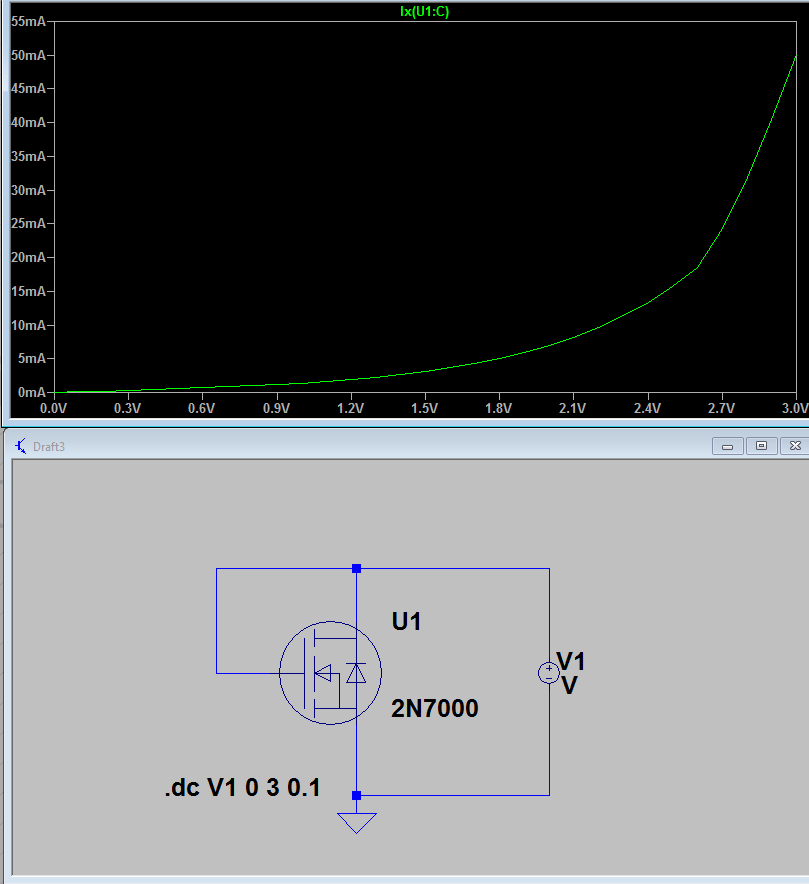 Ix(U1:C)
55mA
50mA
45mA
40mA
35mA
30mA
25mA
20mA
15mA
10mA
5mA
0mA
0.0V 0.3V 0.6V 0.9V 1.2V 1.5V 1.8V 2.1V 2.4V 2.7V 3.0V
Draft3
U1
V1
V
2N7000
.dc V1 0 3 0.1